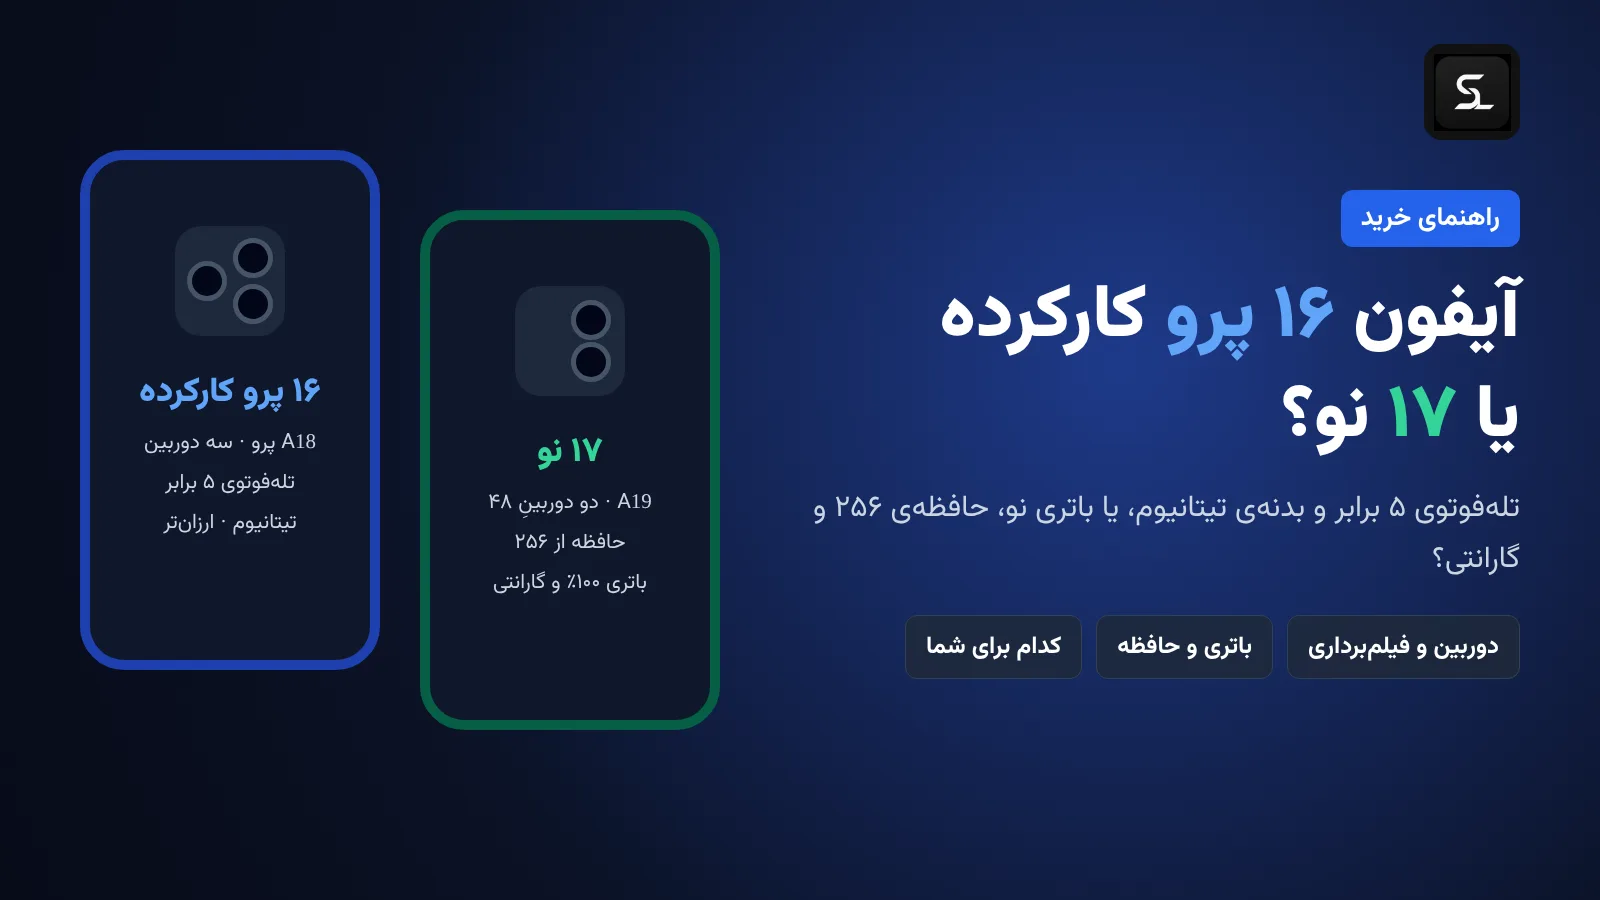 SL
راهنمای خرید
آیفون ۱۶ پرو کارکرده
یا ۱۷ نو؟
تله‌فوتوی ۵ برابر و بدنه‌ی تیتانیوم، یا باتری نو، حافظه‌ی ۲۵۶ و
گارانتی؟
دوربین و فیلم‌برداری
باتری و حافظه
کدام برای شما
۱۷ نو
A19 · دو دوربینِ ۴۸
حافظه از ۲۵۶
باتری ۱۰۰٪ و گارانتی
۱۶ پرو کارکرده
A18 پرو · سه دوربین
تله‌فوتوی ۵ برابر
تیتانیوم · ارزان‌تر